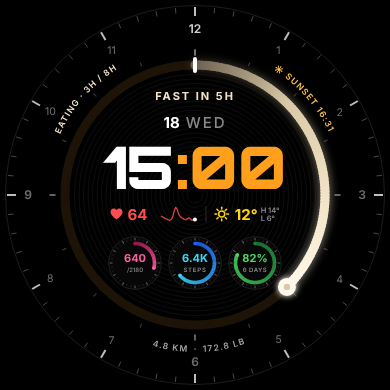 12
11
1
EATING · 3H / 8H
SUNSET 16:31
10
2
FAST IN 5H
18 WED
15:00
9
3
64
12°
H 14°
L 6°
640
/2180
6.4K
STEPS
82%
6 DAYS
8
4
7
5
4.8 KM · 172.8 LB
6